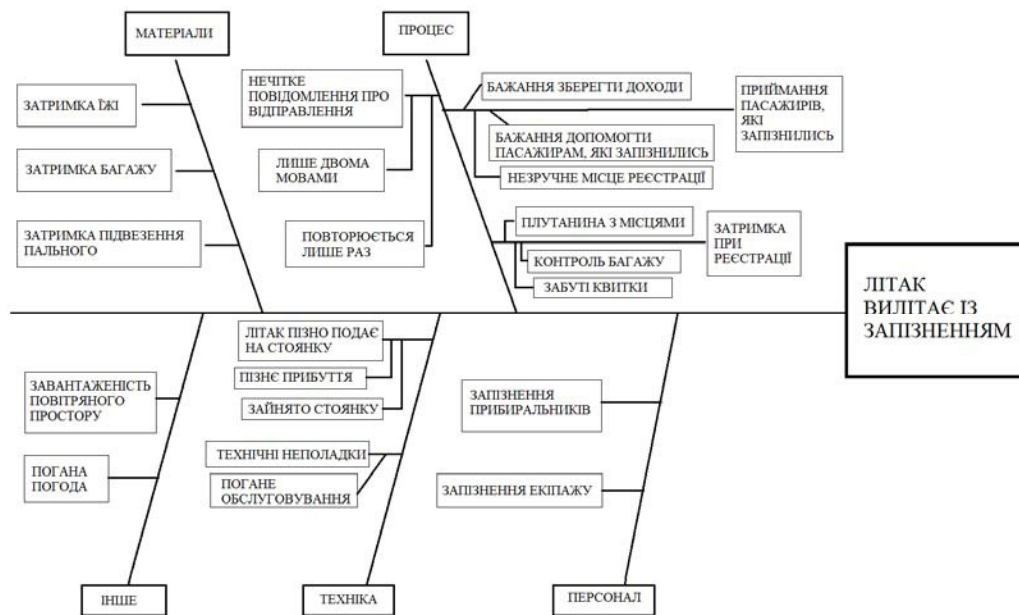 МАТЕРІАЛИ
ПРОЦЕС
ЗАТРИМКА ЇЖІ
ЗАТРИМКА БАГАЖУ
ЗАТРИМКА ПІДВЕЗЕННЯ
ПАЛЬНОГО
НЕЧІТКЕ
ПОВІДОМЛЕННЯ ПРО
ВІДПРАВЛЕННЯ
ЛИШЕ ДВОМА
МОВАМИ
ПОВТОРЮЄТЬСЯ
ЛИШЕ РАЗ
БАЖАННЯ ЗБЕРЕГТИ ДОХОДИ
БАЖАННЯ ДОПОМОГТИ
ПАСАЖИРАМ, ЯКІ ЗАПІЗНИЛИСЬ
НЕЗРУЧНЕ МІСЦЕ РЕЄСТРАЦІЇ
ПРИЙМАННЯ
ПАСАЖИРІВ,
ЯКІ
ЗАПІЗНИЛИСЬ
ПЛУТАНИНА З МІСЦЯМИ
КОНТРОЛЬ БАГАЖУ
ЗАБУТІ КВИТКИ
ЗАТРИМКА
ПРИ
РЕЄСТРАЦІЇ
ЛІТАК
ВИЛІТАЄ ІЗ
ЗАПІЗНЕННЯМ
ЗАВАНТАЖЕНІСТЬ
ПОВІТРЯНОГО
ПРОСТОРУ
ПОГАНА
ПОГОДА
ЛІТАК ПІЗНО ПОДАЄ
НА СТОЯНКУ
ПІЗНЄ ПРИБУТТЯ
ЗАЙНЯТО СТОЯНКУ
ТЕХНІЧНІ НЕПОЛАДКИ
ПОГАНЕ
ОБСЛУГОВУВАННЯ
ЗАПІЗНЕННЯ
ПРИБИРАЛЬНИКІВ
ЗАПІЗНЕННЯ ЕКІПАЖУ
ІНШЕ
ТЕХНІКА
ПЕРСОНАЛ